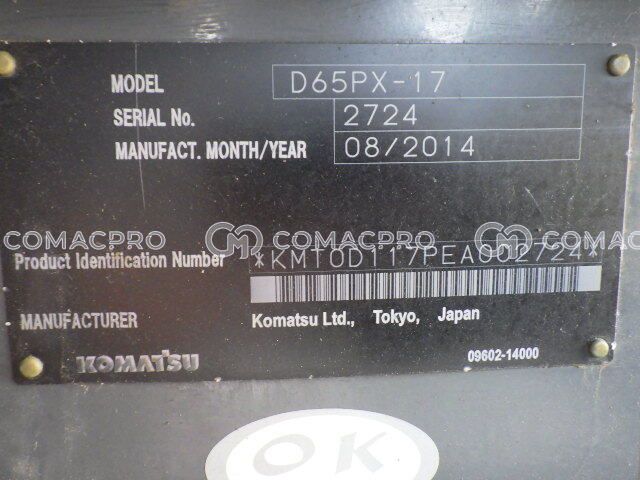 MODEL D65PX-17
SERIAL No. 2724
MANUFACT. MONTH/YEAR 08/2014
COMACPRO COMACPRO COMACPRO
Product Identification Number *KMT0D117PEA002724*
MANUFACTURER Komatsu Ltd., Tokyo, Japan
KOMATSU 09602-14000
OK